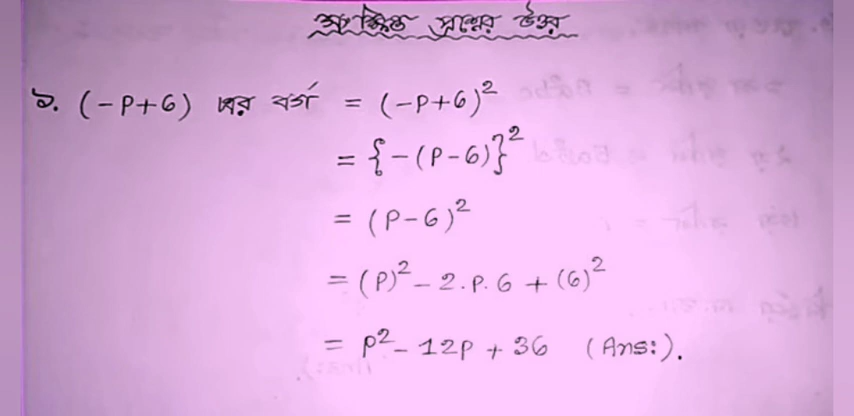 সংক্ষিপ্ত প্রশ্নের উত্তর
১. (-P+6) এর বর্গ = (-P+6)²
= {-(P-6)}²
= (P-6)²
= (P)² - 2.P.6 + (6)²
= P² - 12P + 36 (Ans:).